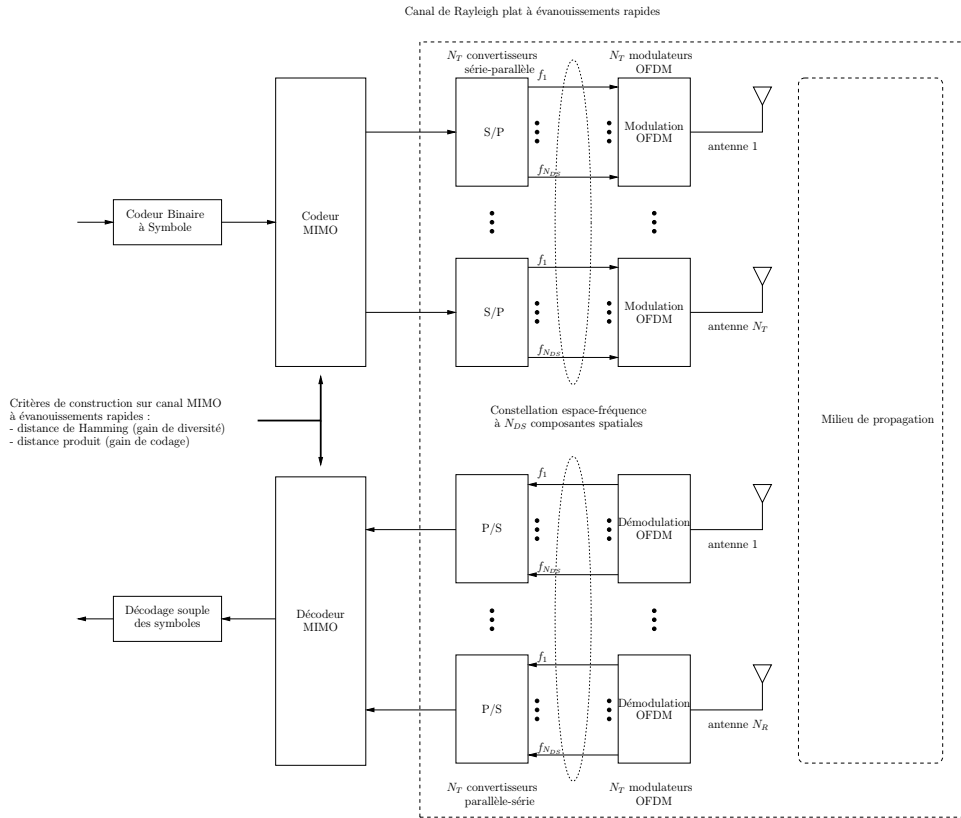 Canal de Rayleigh plat à évanouissements rapides
N_T convertisseurs
série-parallèle
N_T modulateurs
OFDM
f_1
S/P
Modulation
OFDM
antenne 1
f_{N_{DS}}
Codeur Binaire
à Symbole
Codeur
MIMO
f_1
S/P
Modulation
OFDM
antenne N_T
f_{N_{DS}}
Critères de construction sur canal MIMO
à évanouissements rapides :
- distance de Hamming (gain de diversité)
- distance produit (gain de codage)
Constellation espace-fréquence
à N_{DS} composantes spatiales
Milieu de propagation
f_1
P/S
Démodulation
OFDM
antenne 1
f_{N_{DS}}
Décodage souple
des symboles
Décodeur
MIMO
f_1
P/S
Démodulation
OFDM
antenne N_R
f_{N_{DS}}
N_T convertisseurs
parallèle-série
N_T modulateurs
OFDM